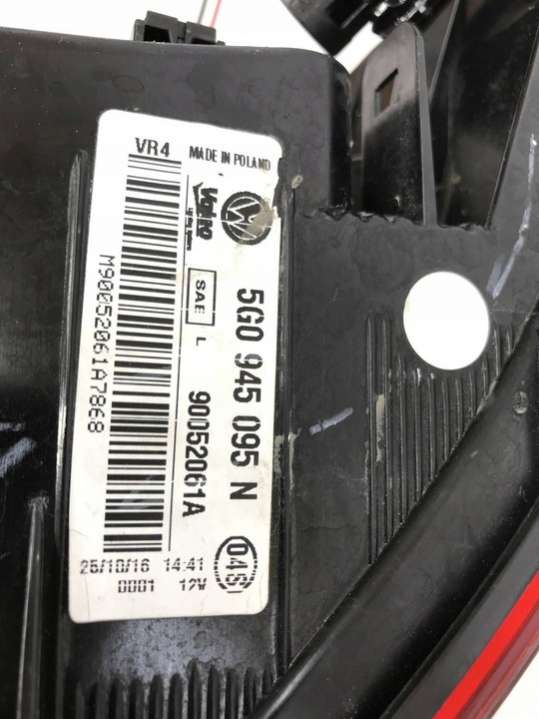 VR4 MADE IN POLAND
Valeo
SAE L
5G0 945 095 N
90052061A
M90052061A7868
25/10/16 14:41
0001 12V
04S